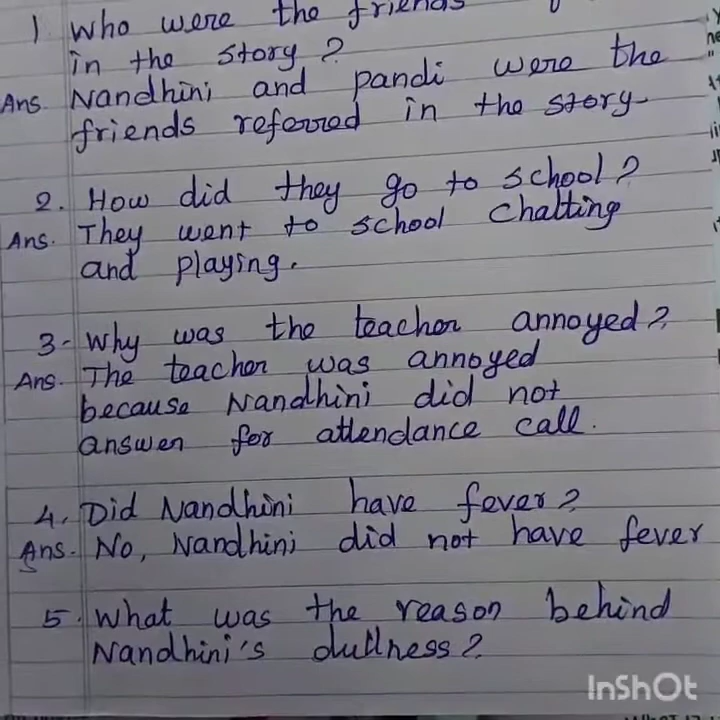 1 Who were the friends
in the story?
Ans. Nandhini and pandi were the
friends referred in the story.
2. How did they go to school?
Ans. They went to school Chatting
and playing.
3. Why was the teacher annoyed?
Ans. The teacher was annoyed
because Nandhini did not
answer for attendance call.
4. Did Nandhini have fever?
Ans. No, Nandhini did not have fever
5. What was the reason behind
Nandhini's dullness?
InShOt